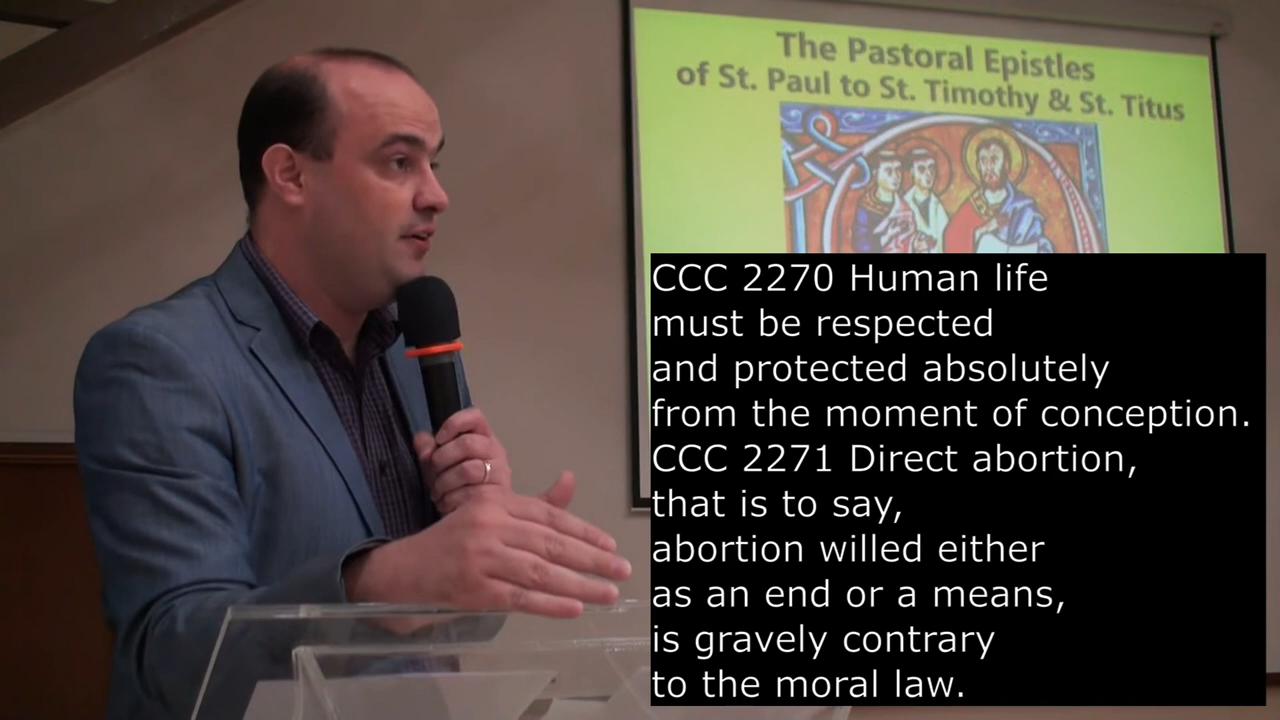 The Pastoral Epistles
of St. Paul to St. Timothy & St. Titus
CCC 2270 Human life
must be respected
and protected absolutely
from the moment of conception.
CCC 2271 Direct abortion,
that is to say,
abortion willed either
as an end or a means,
is gravely contrary
to the moral law.